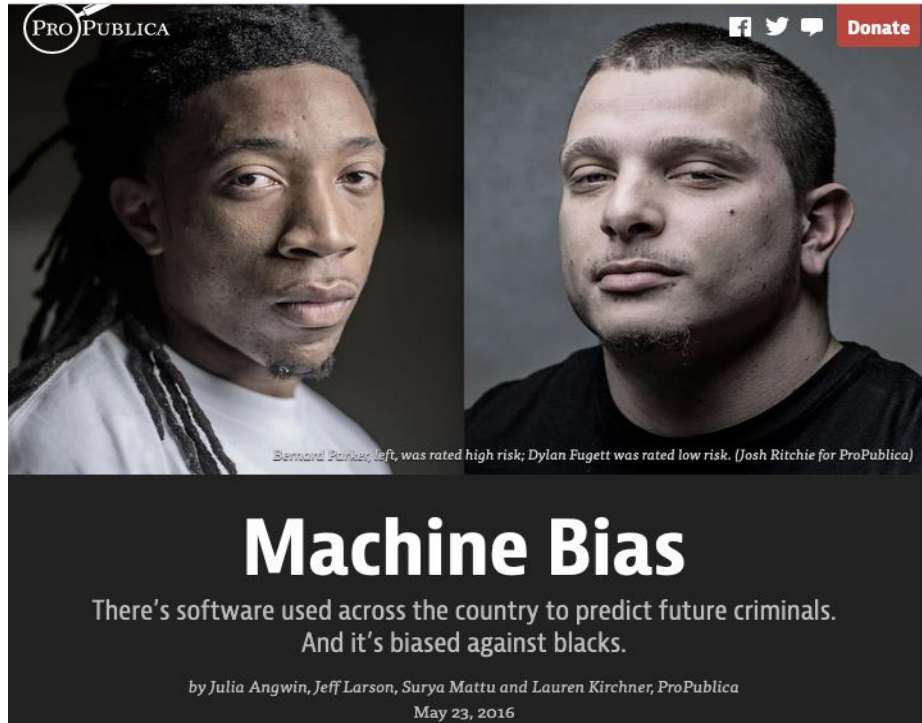 PROPUBLICA
Donate
Bernard Parker, left, was rated high risk; Dylan Fugett was rated low risk. (Josh Ritchie for ProPublica)
Machine Bias
There’s software used across the country to predict future criminals.
And it’s biased against blacks.
by Julia Angwin, Jeff Larson, Surya Mattu and Lauren Kirchner, ProPublica
May 23, 2016